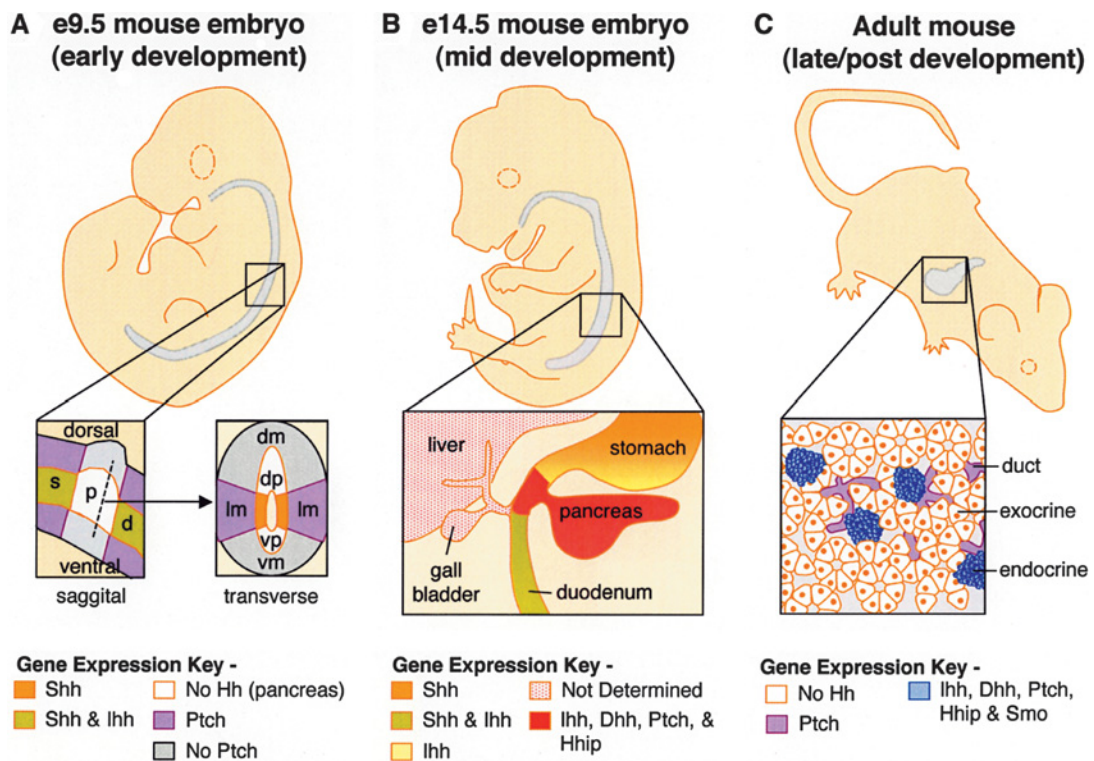 A e9.5 mouse embryo
(early development)
B e14.5 mouse embryo
(mid development)
C Adult mouse
(late/post development)
dorsal
s
p
d
ventral
saggital
dm
dp
lm
lm
vp
vm
transverse
liver
stomach
pancreas
gall
bladder
duodenum
duct
exocrine
endocrine
Gene Expression Key -
Shh
No Hh (pancreas)
Shh & Ihh
Ptch
No Ptch
Gene Expression Key -
Shh
Not Determined
Shh & Ihh
Ihh, Dhh, Ptch, &
Hhip
Ihh
Gene Expression Key -
No Hh
Ihh, Dhh, Ptch,
Hhip & Smo
Ptch